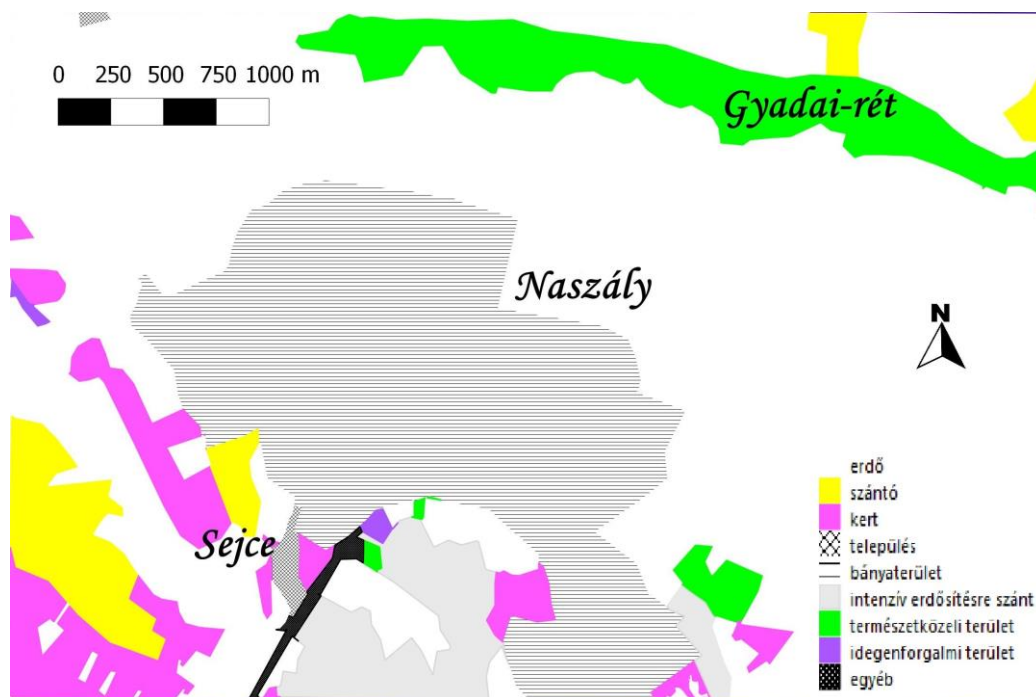 0 250 500 750 1000 m
Gyadai-rét
Naszály
N
Sejce
erdő
szántó
kert
település
bányaterület
intenzív erdősítésre szánt
természetközeli terület
idegenforgalmi terület
egyéb